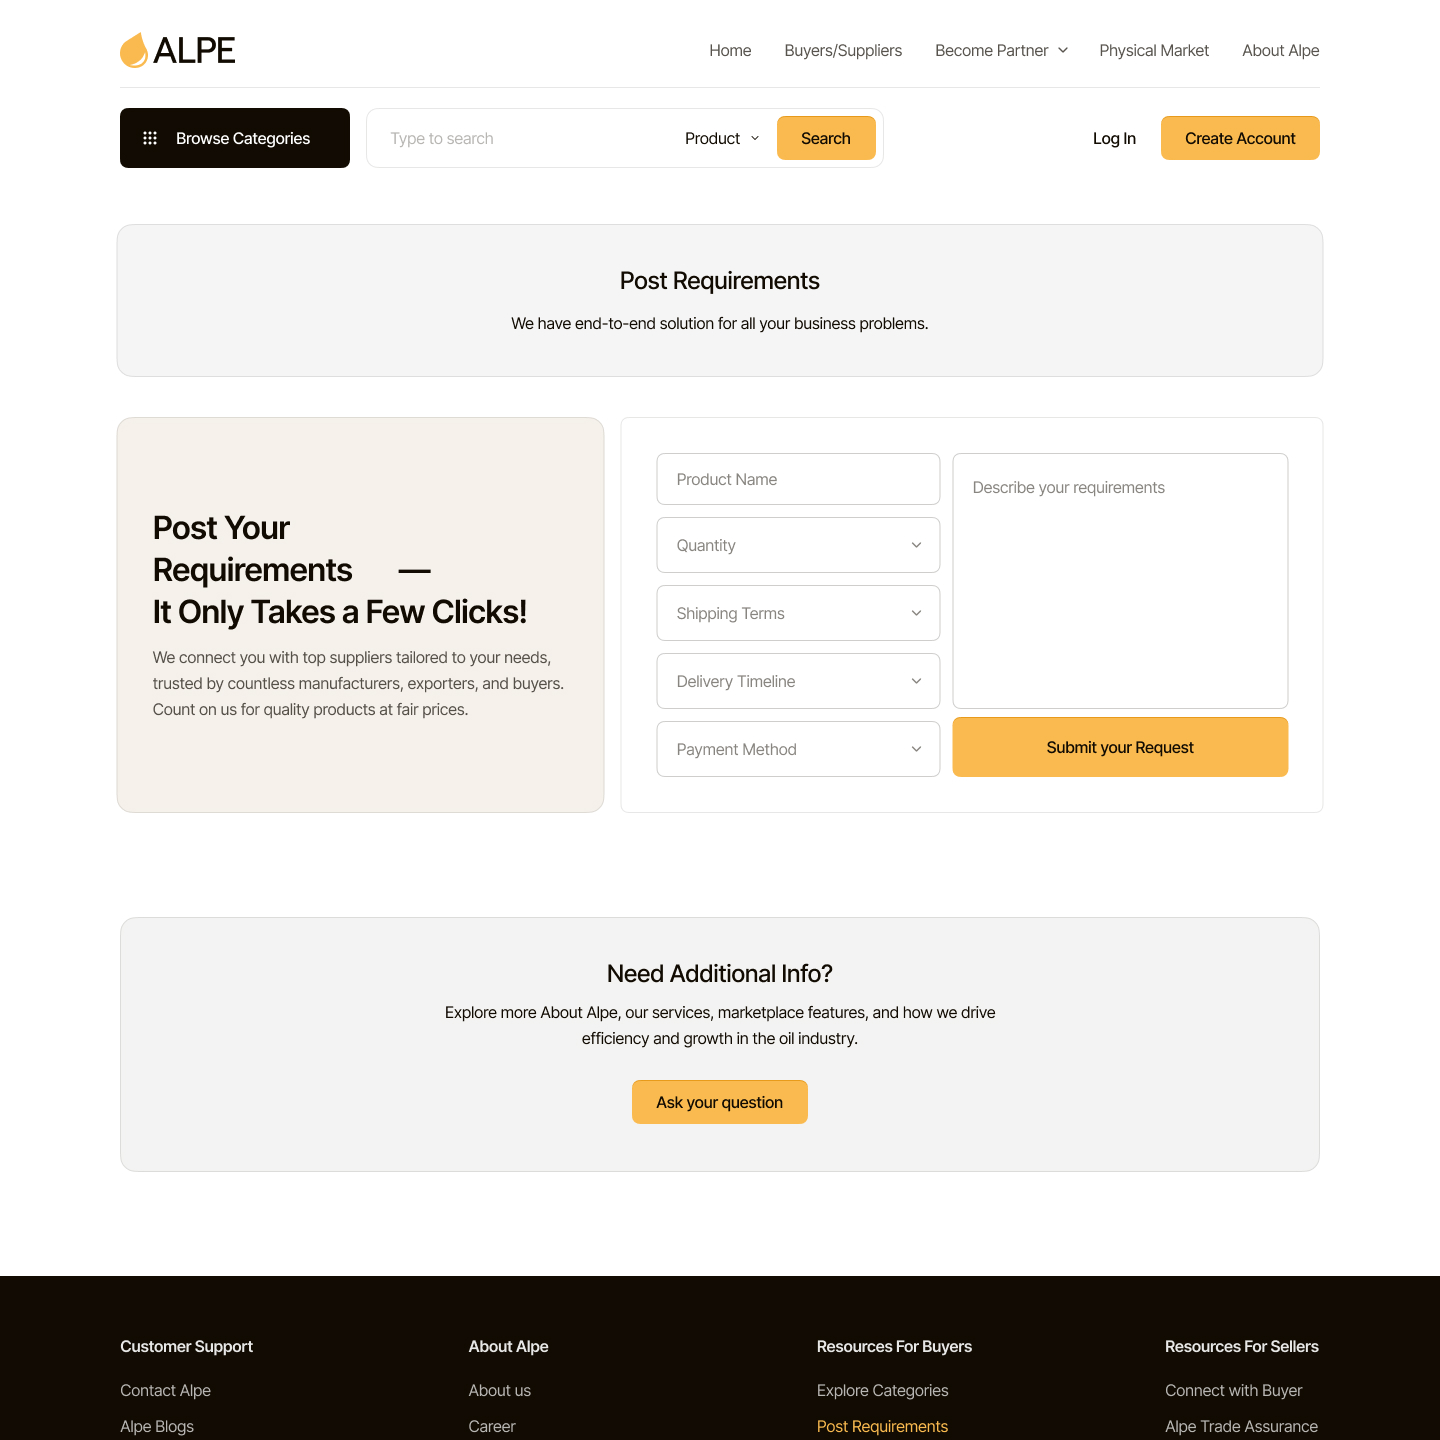 ALPE
Home Buyers/Suppliers Become Partner Physical Market About Alpe
Browse Categories
Type to search
Product
Search
Log In
Create Account
Post Requirements
We have end-to-end solution for all your business problems.
Post Your
Requirements —
It Only Takes a Few Clicks!
We connect you with top suppliers tailored to your needs,
trusted by countless manufacturers, exporters, and buyers.
Count on us for quality products at fair prices.
Product Name
Quantity
Shipping Terms
Delivery Timeline
Payment Method
Describe your requirements
Submit your Request
Need Additional Info?
Explore more About Alpe, our services, marketplace features, and how we drive
efficiency and growth in the oil industry.
Ask your question
Customer Support
Contact Alpe
Alpe Blogs
About Alpe
About us
Career
Resources For Buyers
Explore Categories
Post Requirements
Resources For Sellers
Connect with Buyer
Alpe Trade Assurance